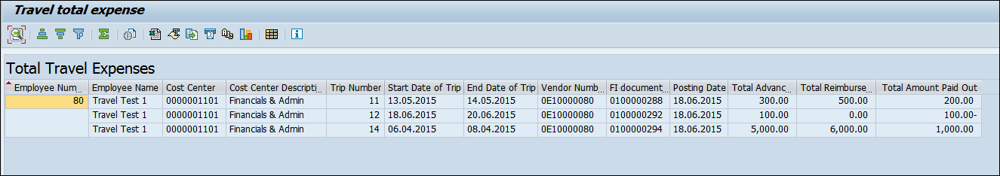 Travel total expense
Total Travel Expenses
Employee Num... Employee Name Cost Center Cost Center Descripti... Trip Number Start Date of Trip End Date of Trip Vendor Numb... FI document... Posting Date Total Advanc... Total Reimburse... Total Amount Paid Out
80 Travel Test 1 0000001101 Financials & Admin 11 13.05.2015 14.05.2015 0E10000080 0100000288 18.06.2015 300.00 500.00 200.00
Travel Test 1 0000001101 Financials & Admin 12 18.06.2015 20.06.2015 0E10000080 0100000292 18.06.2015 100.00 0.00 100.00-
Travel Test 1 0000001101 Financials & Admin 14 06.04.2015 08.04.2015 0E10000080 0100000294 18.06.2015 5,000.00 6,000.00 1,000.00